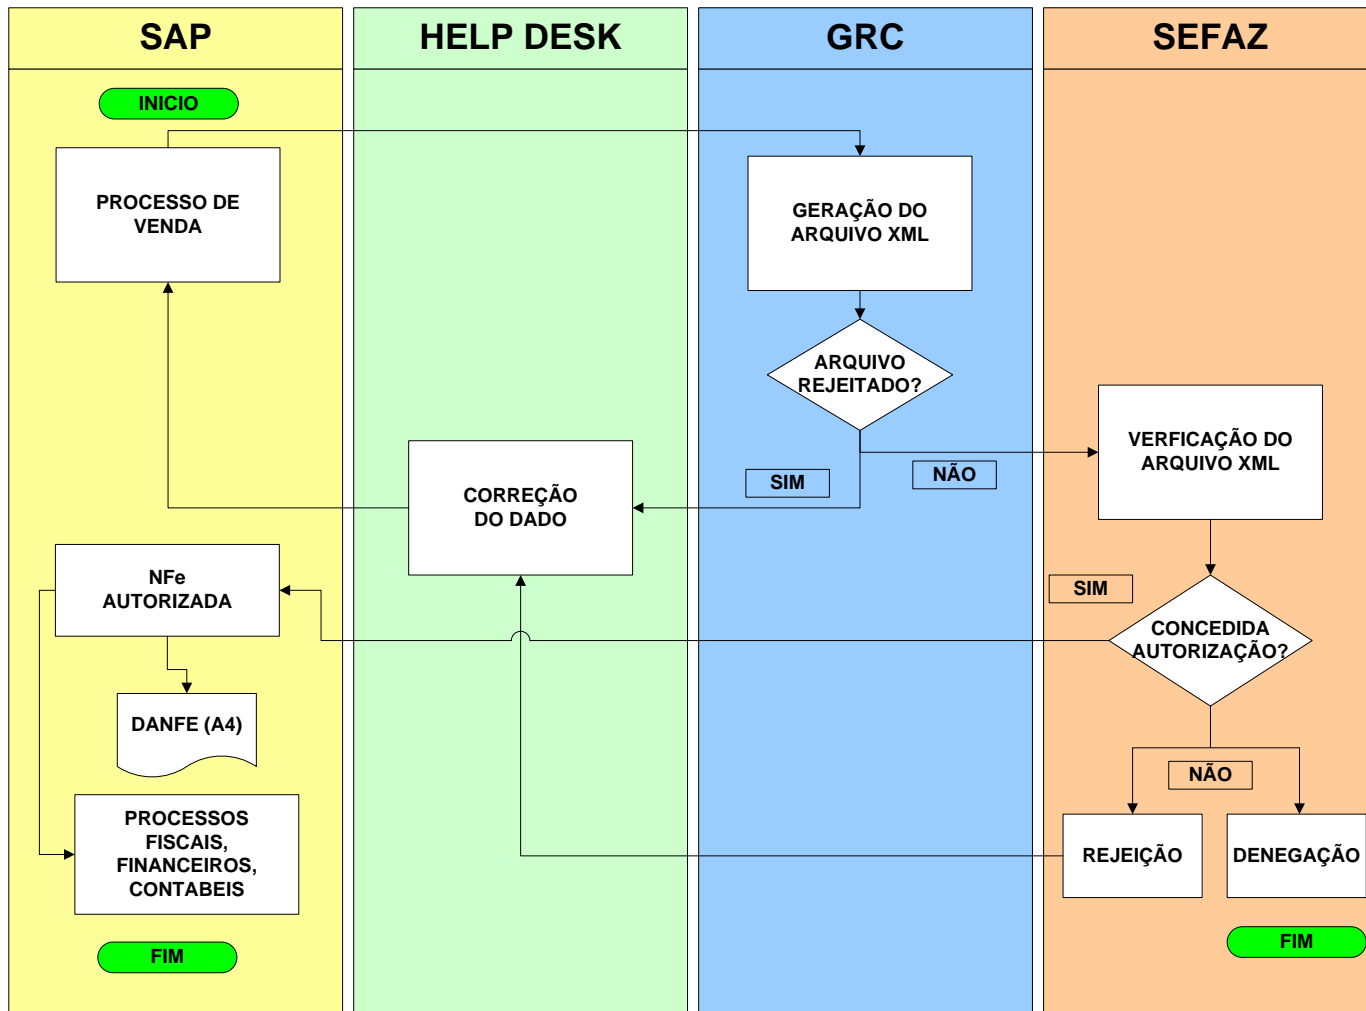 SAP
HELP DESK
GRC
SEFAZ
INICIO
PROCESSO DE
VENDA
GERAÇÃO DO
ARQUIVO XML
ARQUIVO
REJEITADO?
VERFICAÇÃO DO
ARQUIVO XML
SIM
NÃO
CORREÇÃO
DO DADO
NFe
AUTORIZADA
SIM
CONCEDIDA
AUTORIZAÇÃO?
DANFE (A4)
NÃO
PROCESSOS
FISCAIS,
FINANCEIROS,
CONTABEIS
REJEIÇÃO
DENEGAÇÃO
FIM
FIM